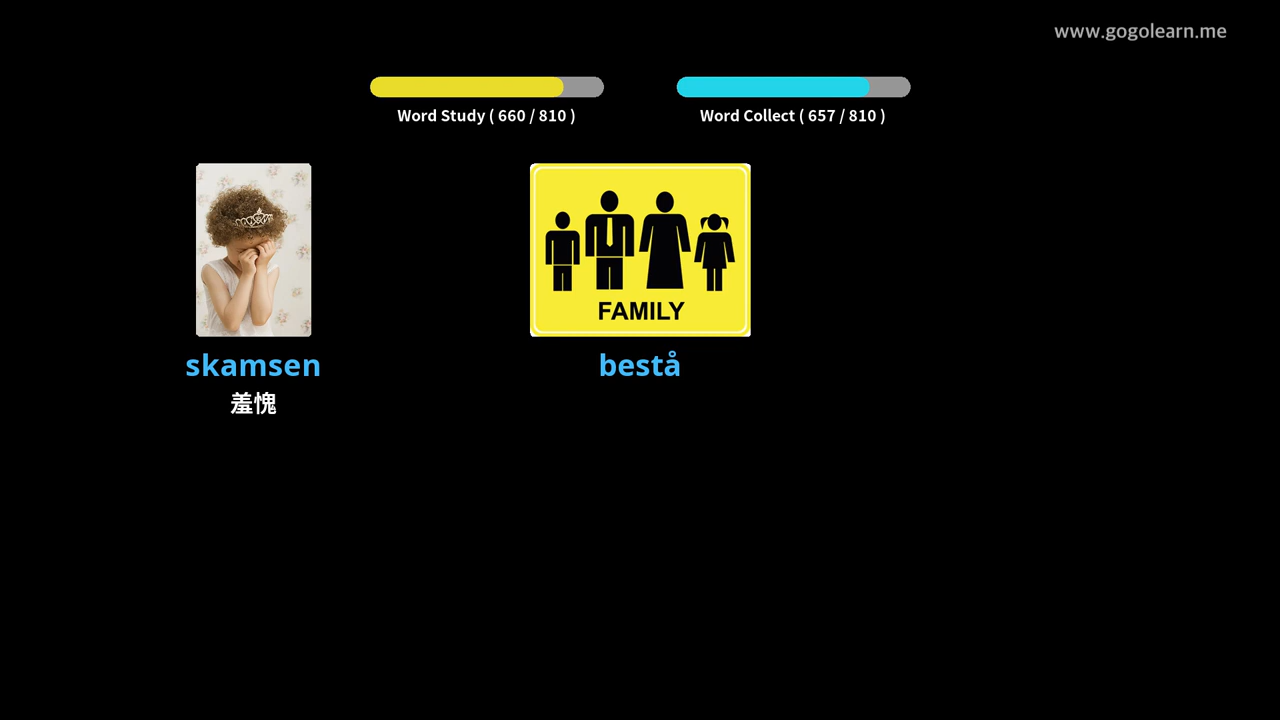 www.gogolearn.me
Word Study ( 660 / 810 )
Word Collect ( 657 / 810 )
FAMILY
skamsen
bestå
羞愧